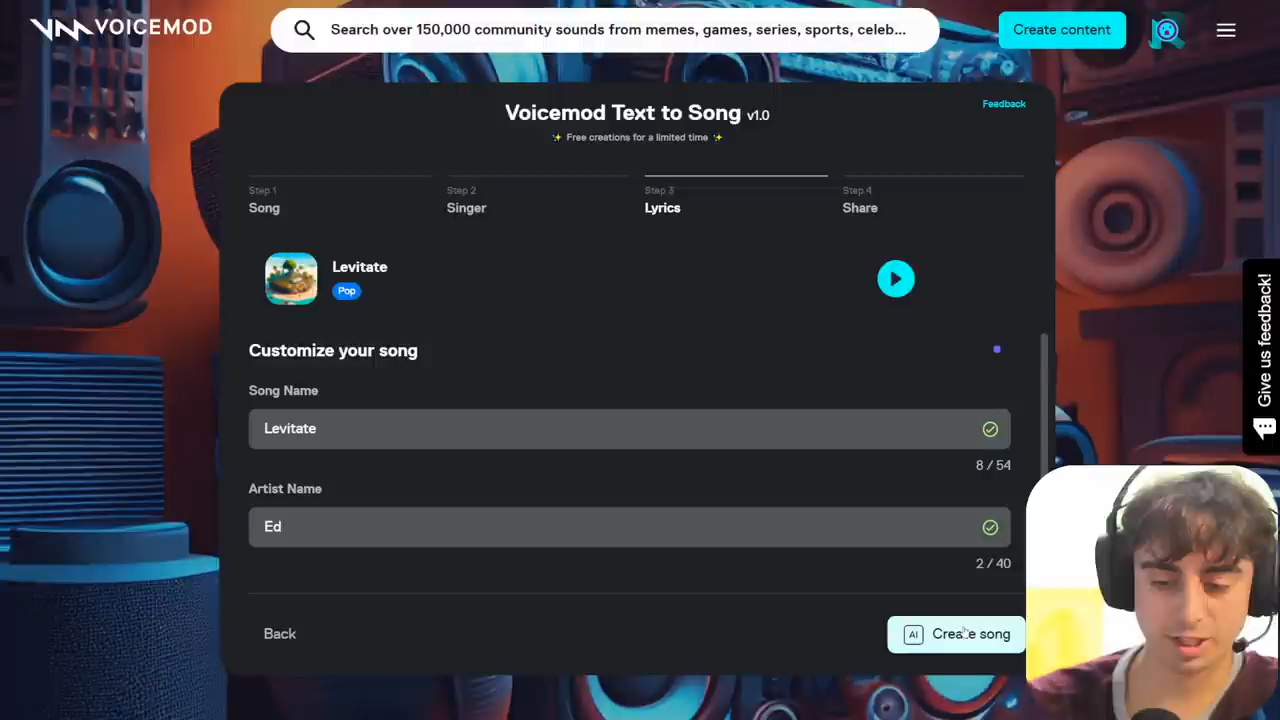 VOICEMOD
Search over 150,000 community sounds from memes, games, series, sports, celeb...
Create content
Feedback
Voicemod Text to Song v1.0
✨ Free creations for a limited time ✨
Step 1
Song
Step 2
Singer
Step 3
Lyrics
Step 4
Share
Levitate
Pop
Customize your song
Song Name
Levitate
8 / 54
Artist Name
Ed
2 / 40
Back
AI Create song
Give us feedback!